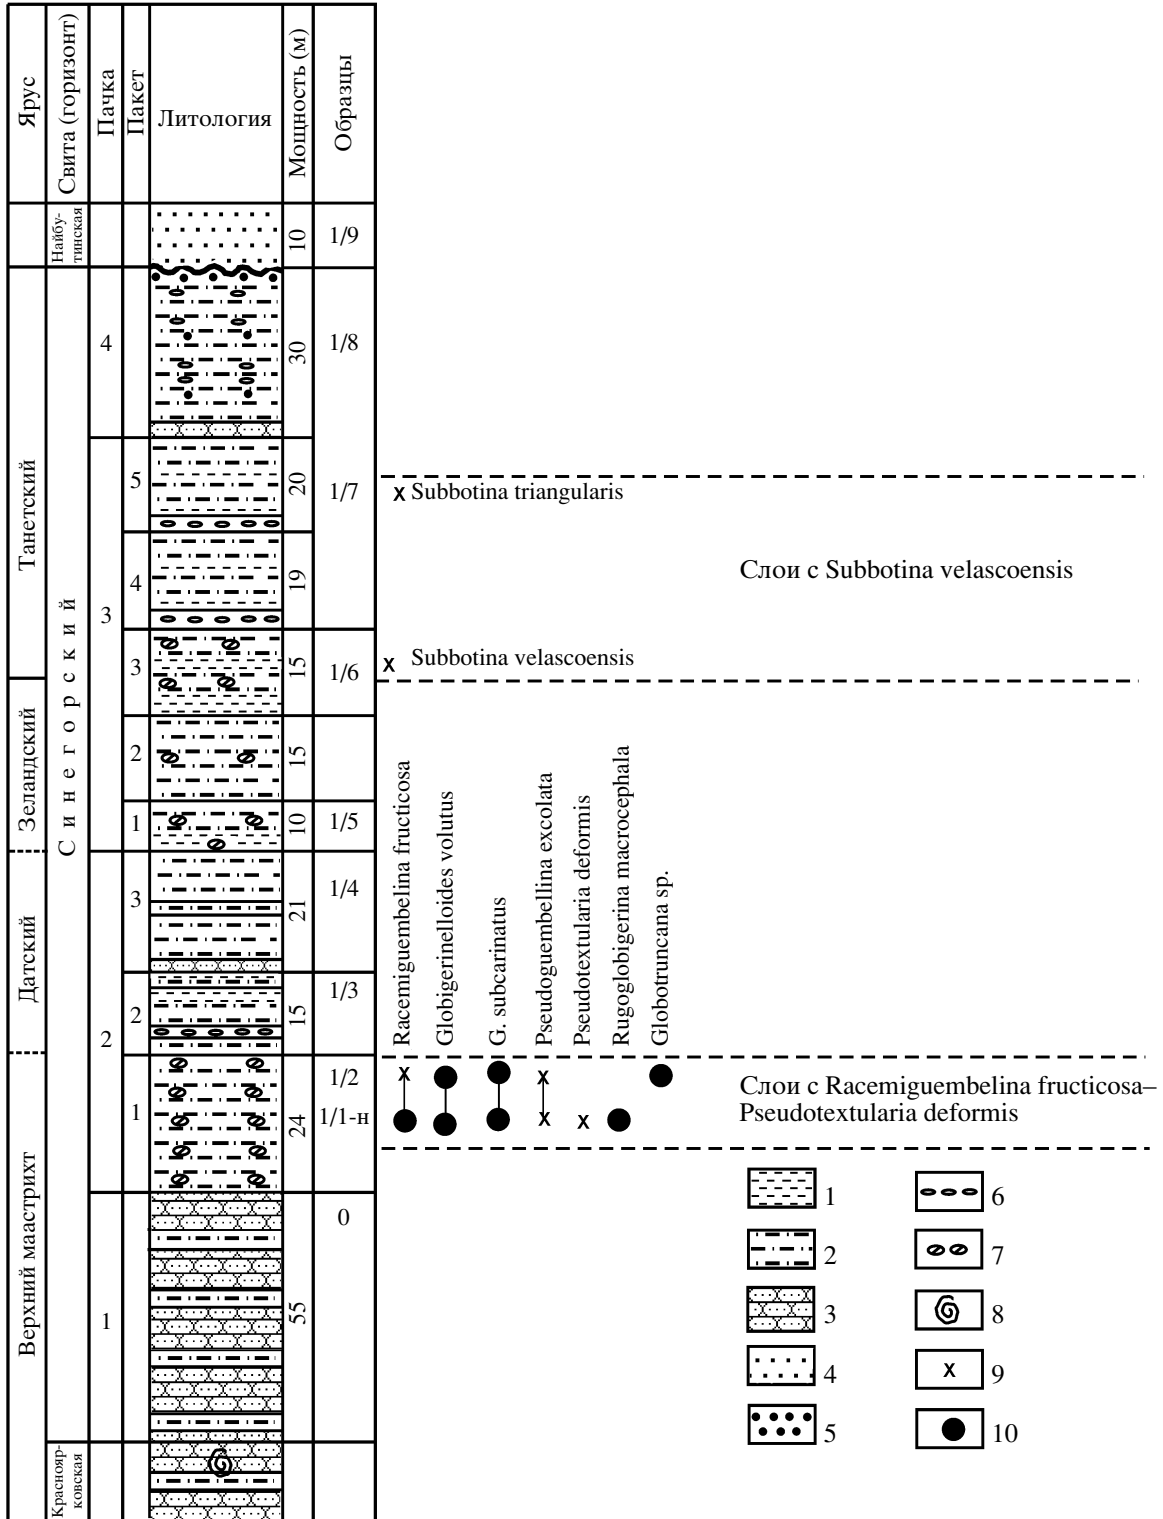 Ярус
Свита (горизонт)
Пачка
Пакет
Литология
Мощность (м)
Образцы
Найбу-
тинская
10
1/9
Танетский
Синегорский
4
30
1/8
3
5
20
1/7
x Subbotina triangularis
4
19
Слои с Subbotina velascoensis
3
15
1/6
x Subbotina velascoensis
Зеландский
2
15
1
10
1/5
Датский
2
3
21
1/4
2
15
1/3
Racemiguembelina fructicosa
Globigerinelloides volutus
G. subcarinatus
Pseudoguembellina excolata
Pseudotextularia deformis
Rugoglobigerina macrocephala
Globotruncana sp.
Верхний маастрихт
1
24
1/2
x x
1/1-н
x x
Слои с Racemiguembelina fructicosa–
Pseudotextularia deformis
1
55
0
Краснояр-
ковская
1
2
3
4
5
6
7
8
x 9
10